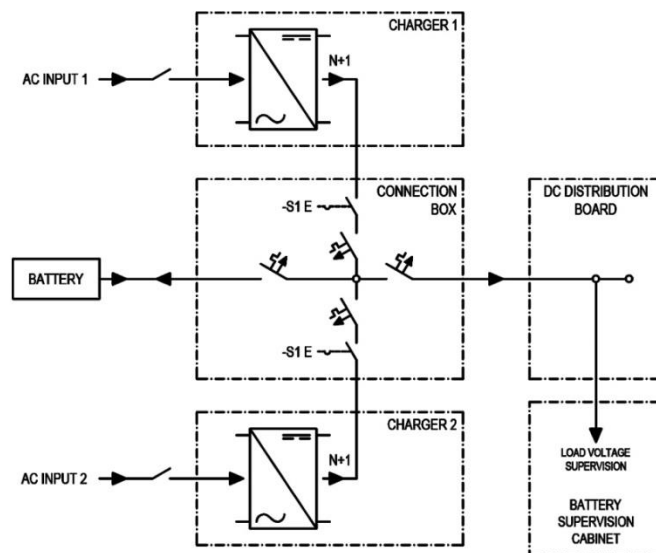 CHARGER 1
N+1
AC INPUT 1
CONNECTION
BOX
DC DISTRIBUTION
BOARD
-S1 E
BATTERY
-S1 E
CHARGER 2
N+1
AC INPUT 2
LOAD VOLTAGE
SUPERVISION
BATTERY
SUPERVISION
CABINET